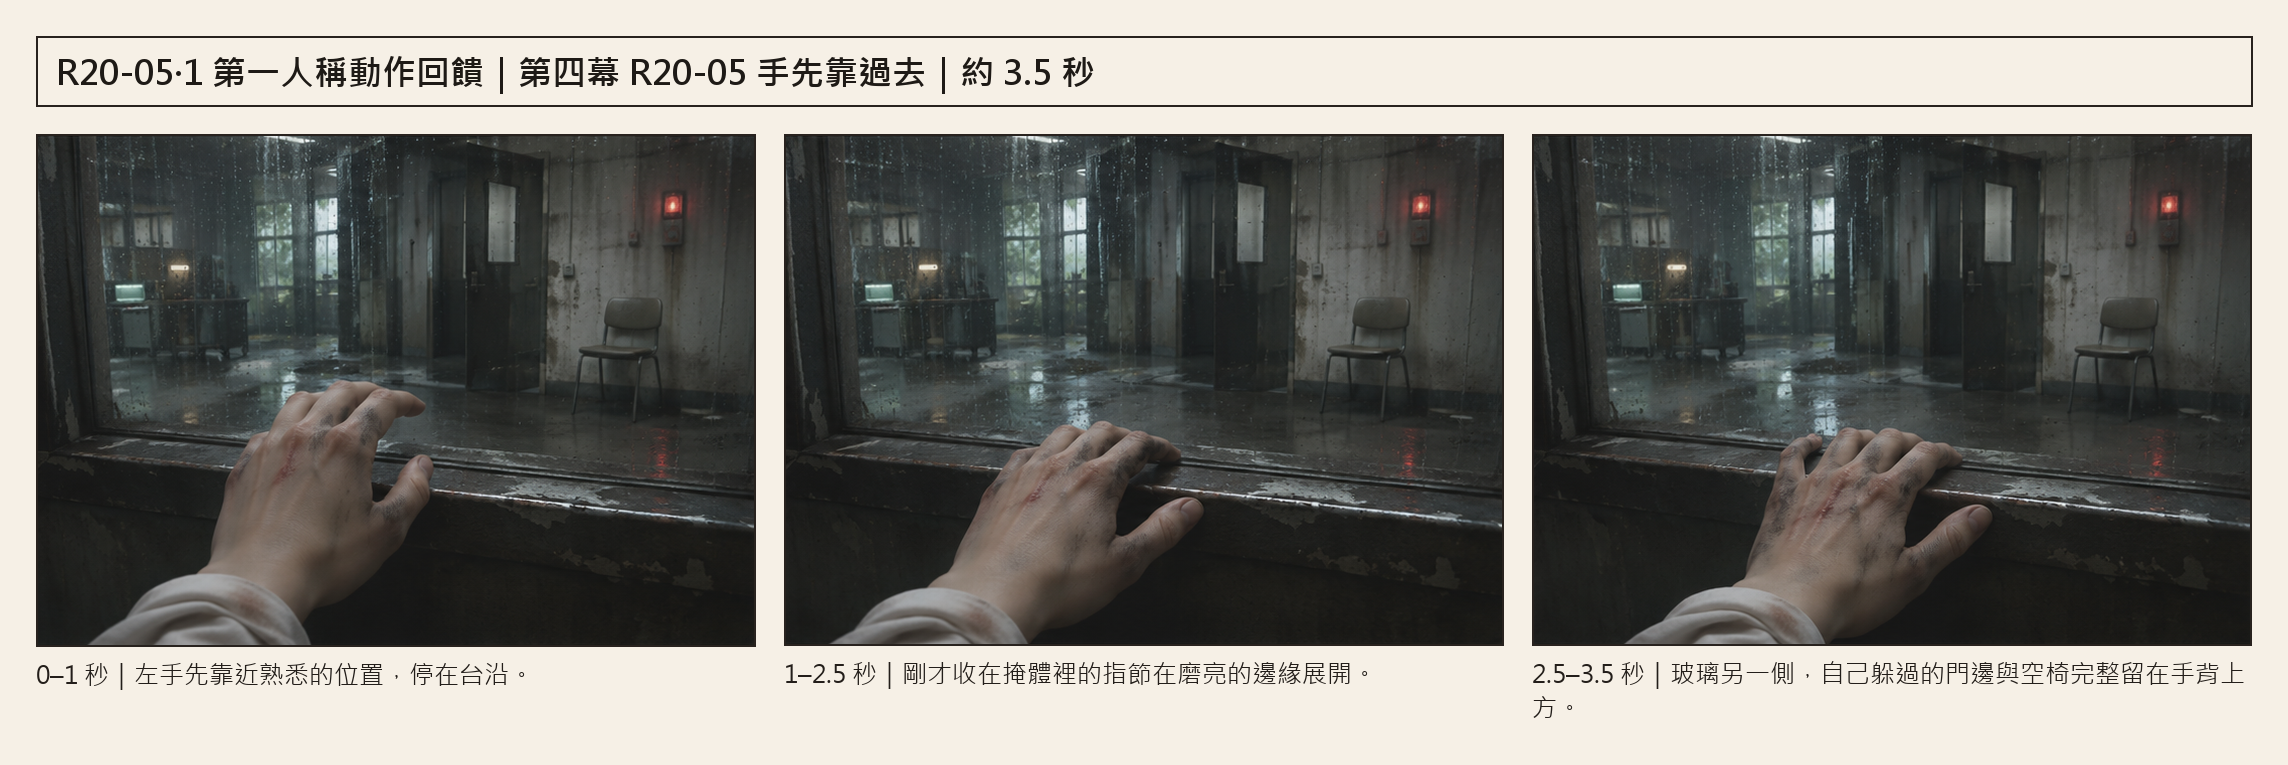 R20-05·1 第一人稱動作回饋｜第四幕 R20-05 手先靠過去｜約 3.5 秒
0–1 秒｜左手先靠近熟悉的位置，停在台沿。
1–2.5 秒｜剛才收在掩體裡的指節在磨亮的邊緣展開。
2.5–3.5 秒｜玻璃另一側，自己躲過的門邊與空椅完整留在手背上
方。